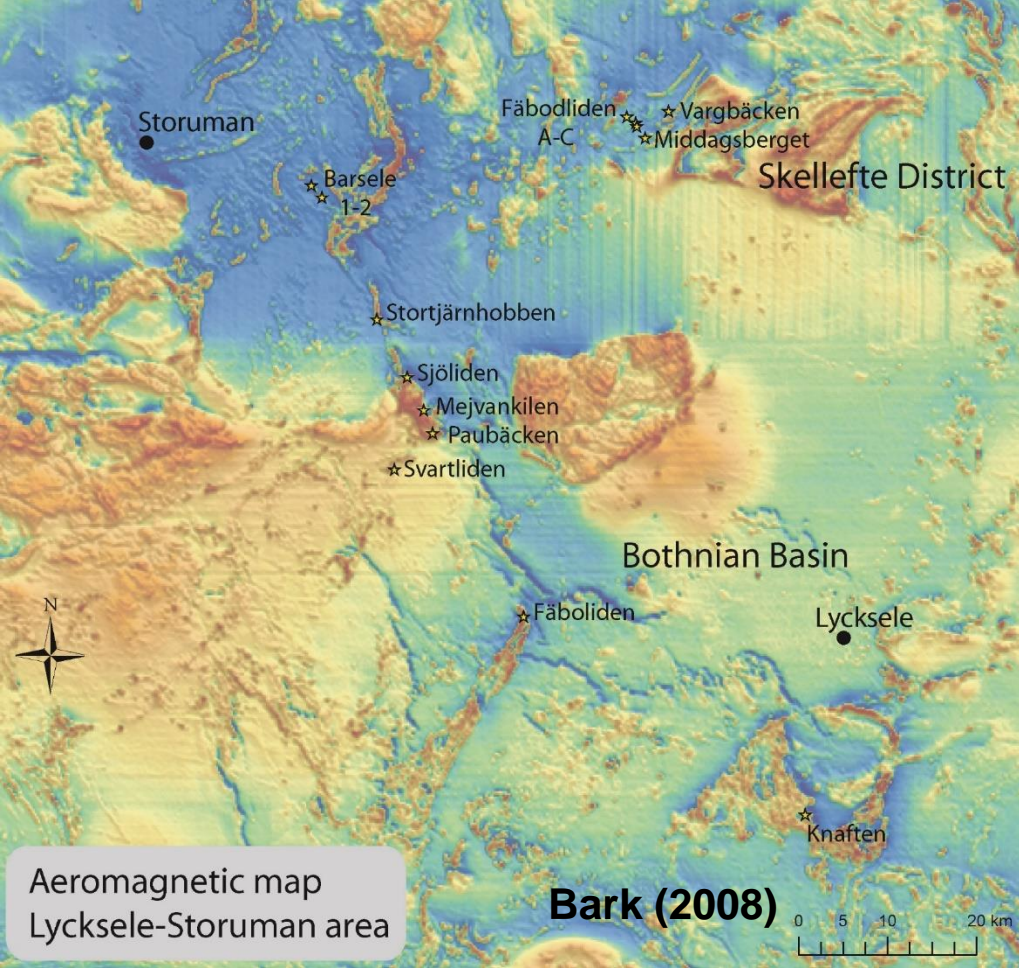 Fäbodliden
A-C
Vargbäcken
Middagsberget
Storuman
Skellefte District
Barsele
1-2
Stortjärnhobben
Sjöliden
Mejvankilen
Paubäcken
Svartliden
Bothnian Basin
N
Fäboliden
Lycksele
Knaften
Aeromagnetic map
Lycksele-Storuman area
Bark (2008)
0 5 10 20 km